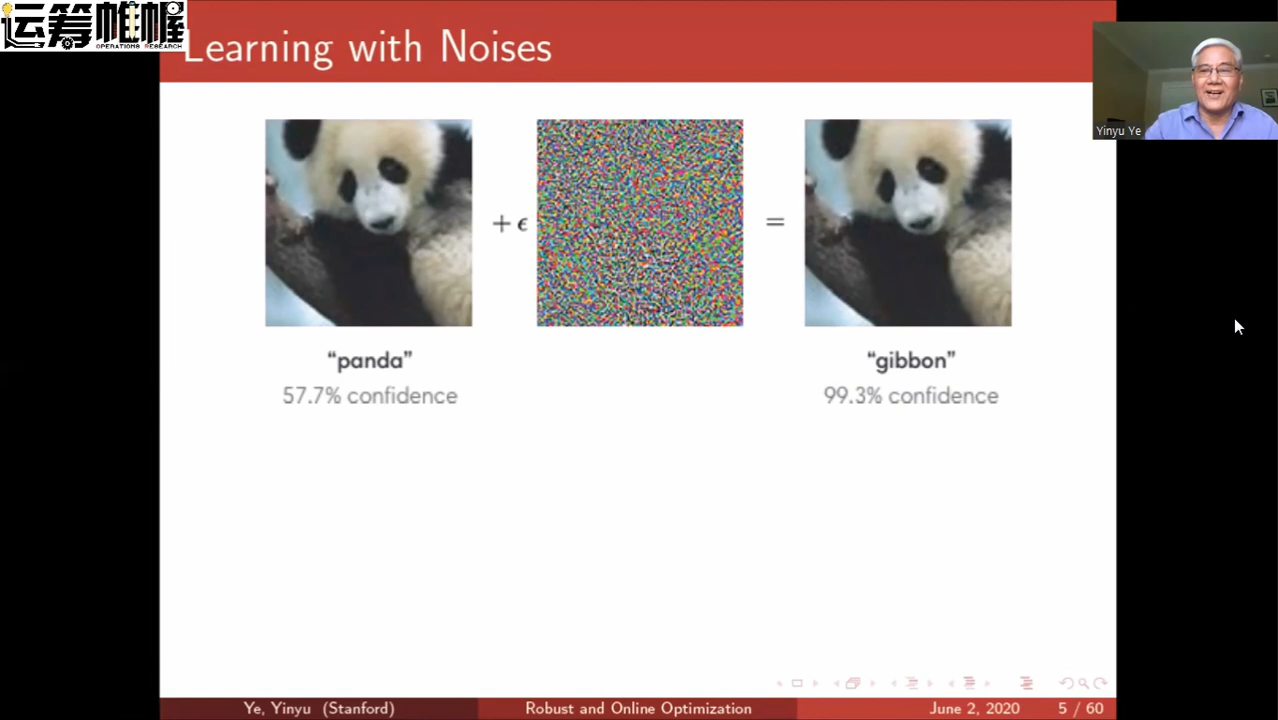 运筹帷幄
OPERATIONS RESEARCH
Learning with Noises
Yinyu Ye
+ ϵ
=
“panda”
57.7% confidence
“gibbon”
99.3% confidence
Ye, Yinyu (Stanford)
Robust and Online Optimization
June 2, 2020
5 / 60